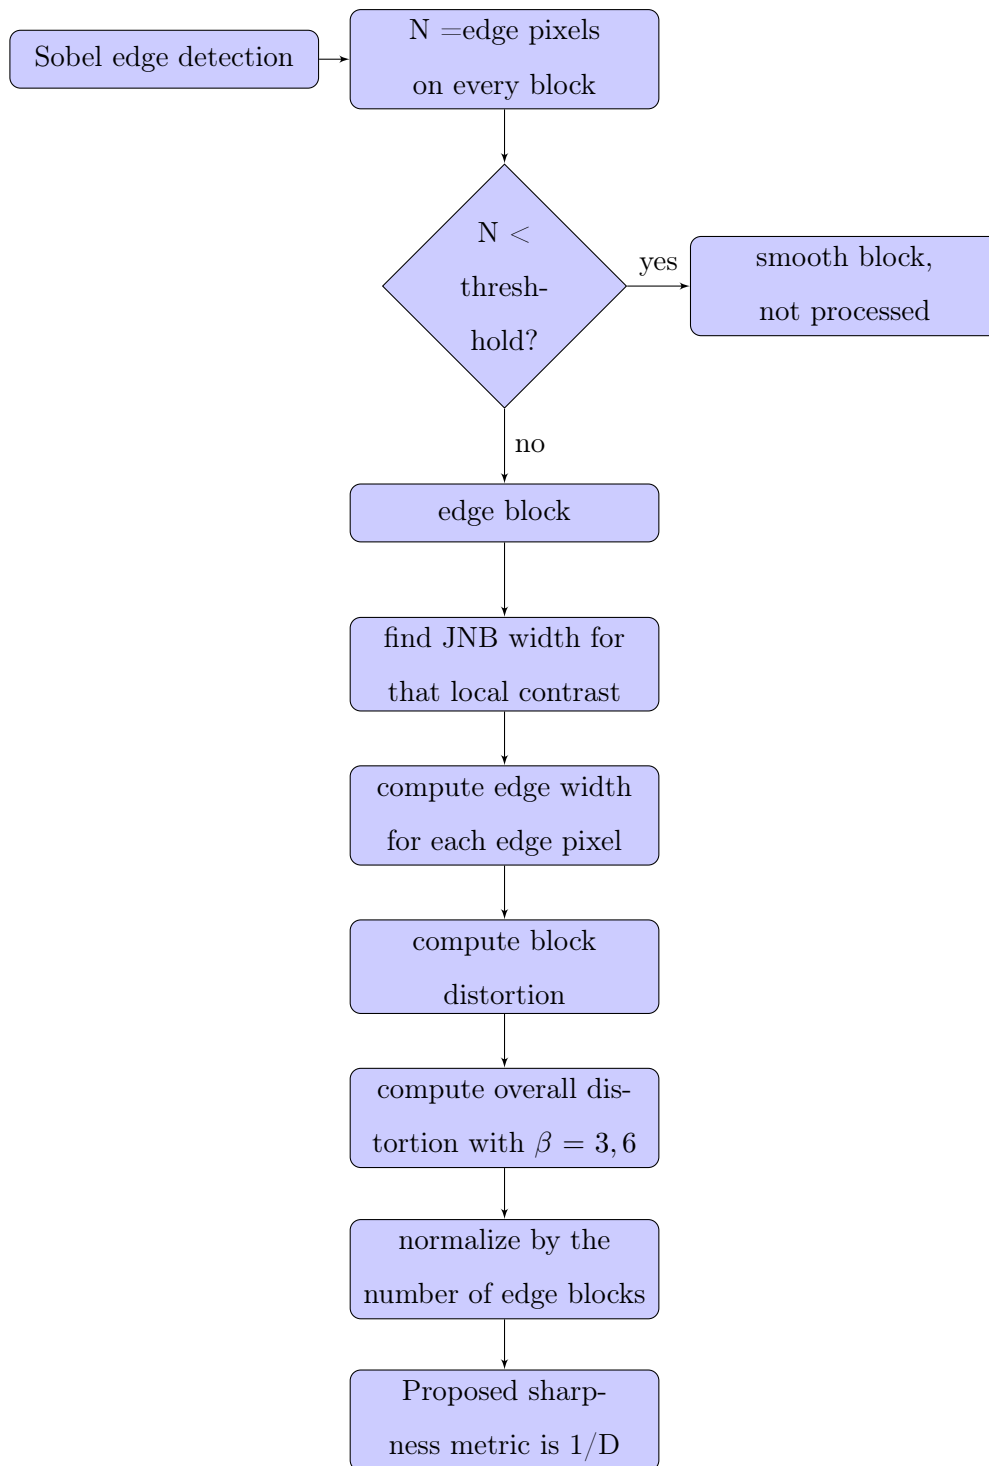 Sobel edge detection
N =edge pixels
on every block
N <
thresh-
hold?
yes
smooth block,
not processed
no
edge block
find JNB width for
that local contrast
compute edge width
for each edge pixel
compute block
distortion
compute overall dis-
tortion with β = 3, 6
normalize by the
number of edge blocks
Proposed sharp-
ness metric is 1/D